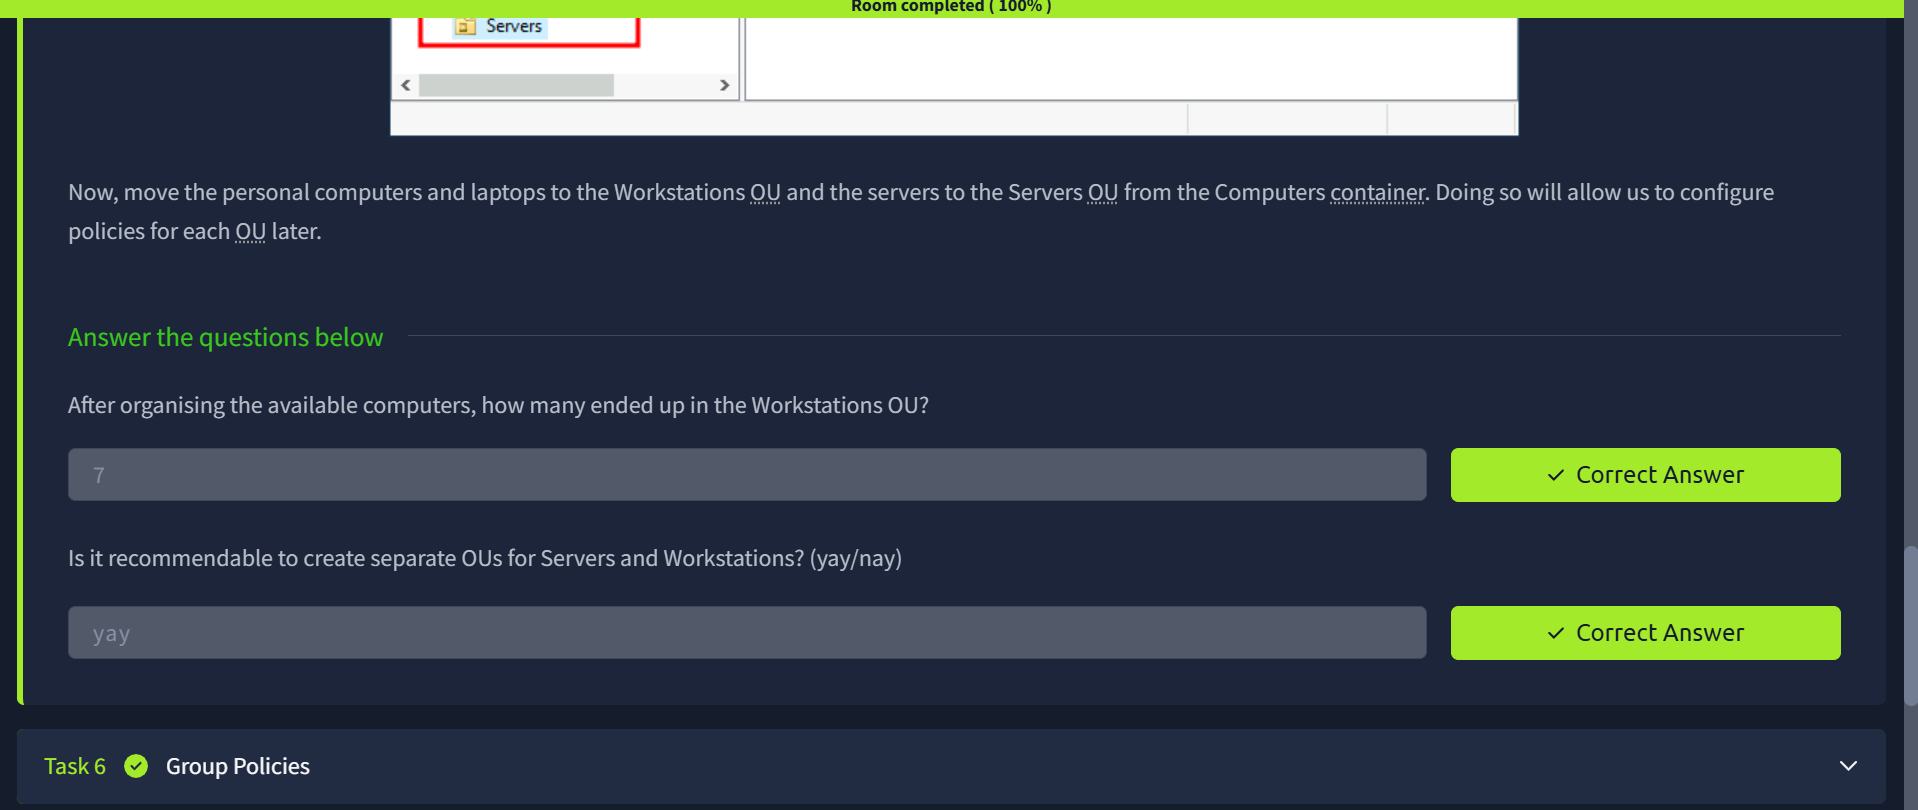 Room completed ( 100% )
Servers
Now, move the personal computers and laptops to the Workstations OU and the servers to the Servers OU from the Computers container. Doing so will allow us to configure
policies for each OU later.
Answer the questions below
After organising the available computers, how many ended up in the Workstations OU?
7
✓ Correct Answer
Is it recommendable to create separate OUs for Servers and Workstations? (yay/nay)
yay
✓ Correct Answer
Task 6 Group Policies